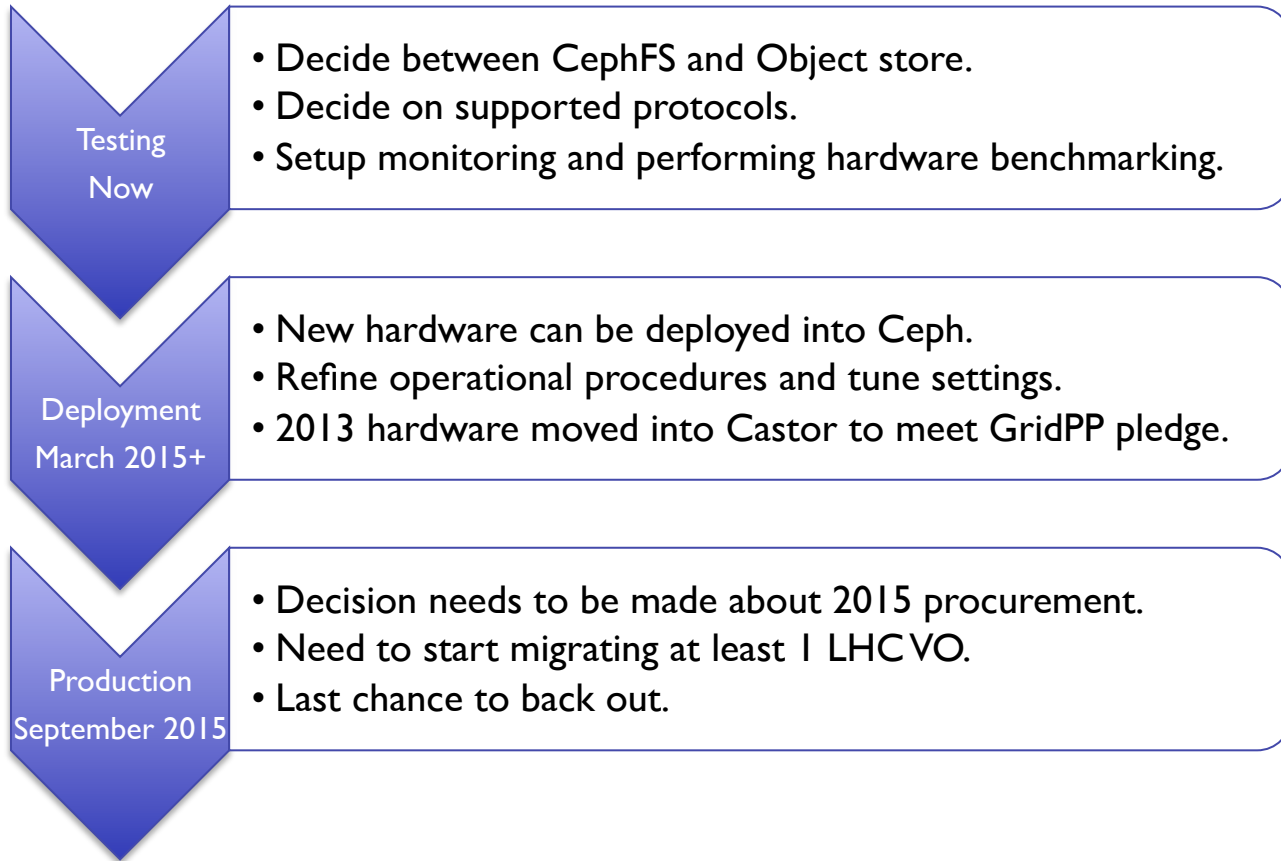 Testing
Now
• Decide between CephFS and Object store.
• Decide on supported protocols.
• Setup monitoring and performing hardware benchmarking.
Deployment
March 2015+
• New hardware can be deployed into Ceph.
• Refine operational procedures and tune settings.
• 2013 hardware moved into Castor to meet GridPP pledge.
Production
September 2015
• Decision needs to be made about 2015 procurement.
• Need to start migrating at least 1 LHC VO.
• Last chance to back out.